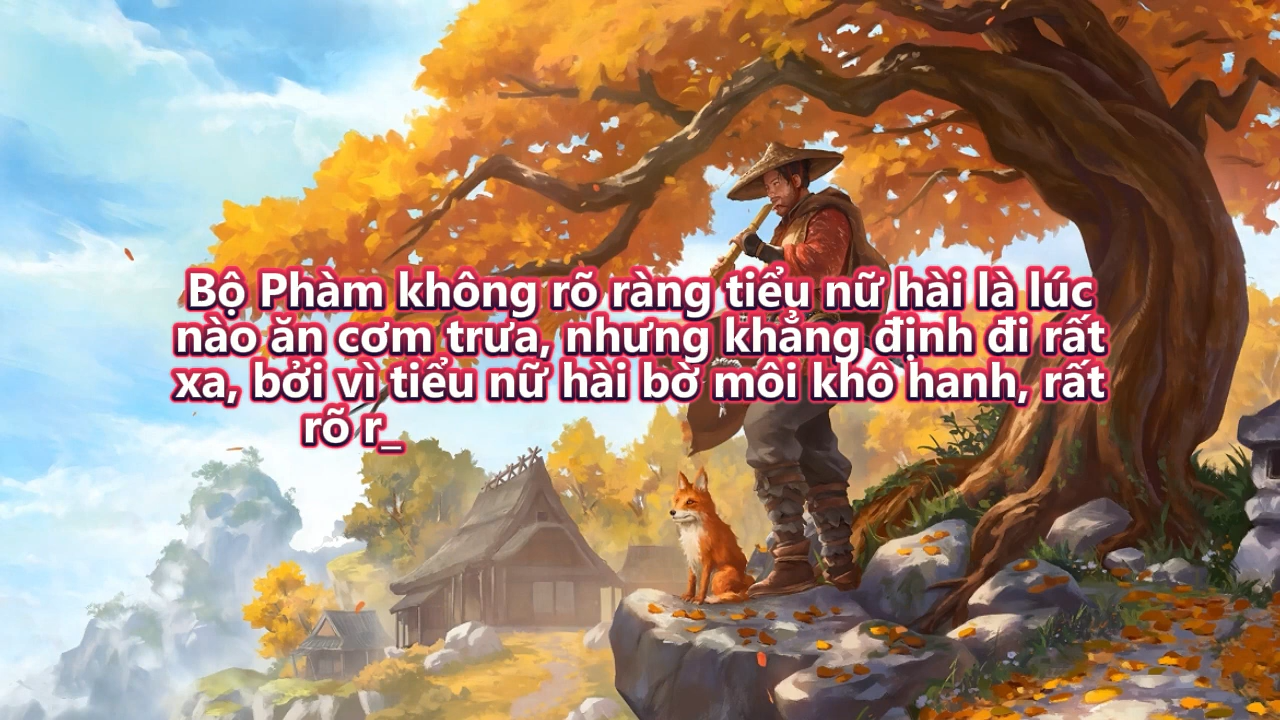 Bộ Phàm không rõ ràng tiểu nữ hài là lúc
nào ăn cơm trưa, nhưng khẳng định đi rất
xa, bởi vì tiểu nữ hài bờ môi khô hanh, rất
rõ r_